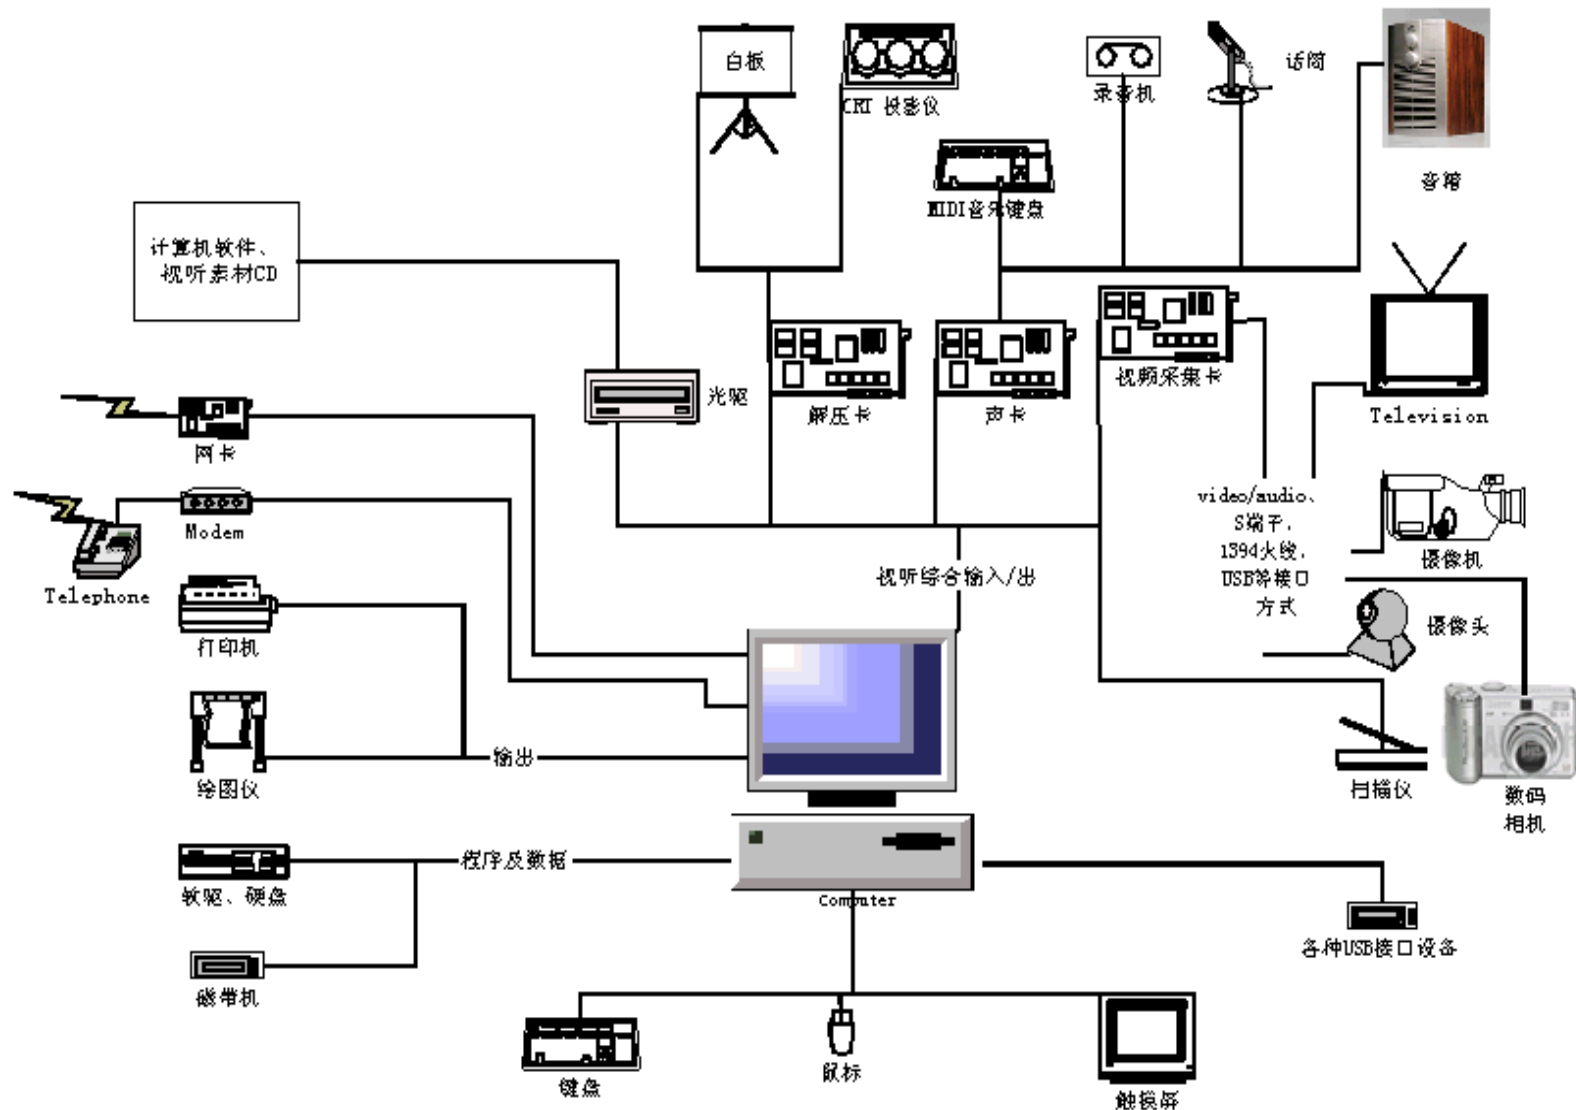 白板
CRT 投影仪
录音机
话筒
音箱
MIDI音乐键盘
计算机软件、
视听素材CD
光驱
解压卡
声卡
视频采集卡
Television
网卡
Modem
Telephone
video/audio、
S端子,
1394火线,
USB等接口
方式
摄像机
视听综合输入/出
打印机
摄像头
绘图仪
输出
扫描仪
数码
相机
程序及数据
软驱、硬盘
Computer
各种USB接口设备
磁带机
键盘
鼠标
触摸屏